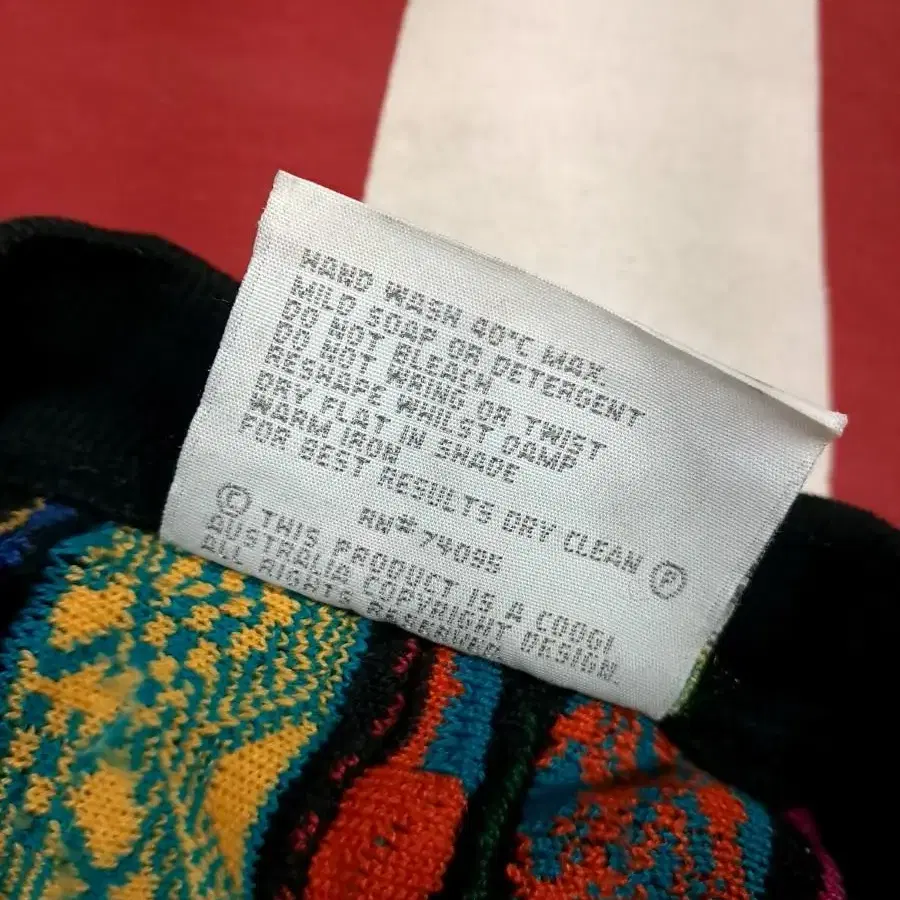 HAND WASH 40°C MAX.
MILD SOAP OR DETERGENT
DO NOT BLEACH
DO NOT WRING OR TWIST
RESHAPE WHILST DAMP
DRY FLAT IN SHADE
WARM IRON
FOR BEST RESULTS DRY CLEAN Ⓟ
RN#74095
© THIS PRODUCT IS A COOGI
AUSTRALIA COPYRIGHT DESIGN.
ALL RIGHTS RESERVED